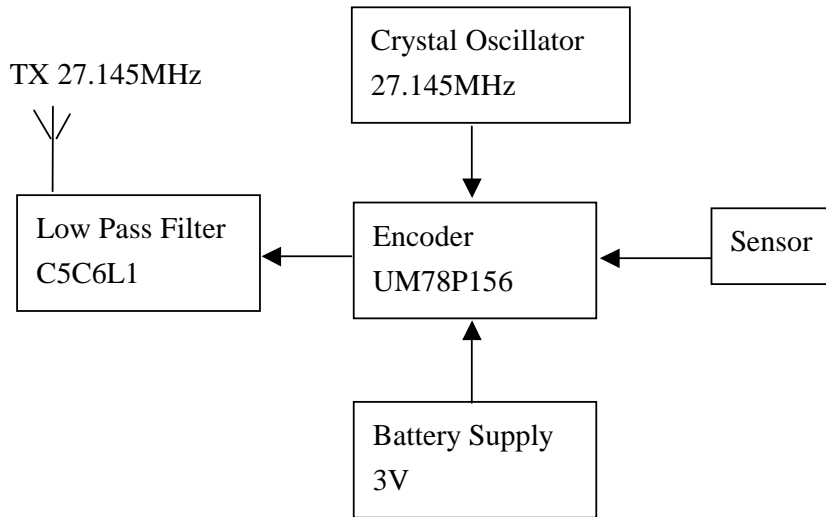 Crystal Oscillator
27.145MHz
TX 27.145MHz
Low Pass Filter
C5C6L1
Encoder
UM78P156
Sensor
Battery Supply
3V